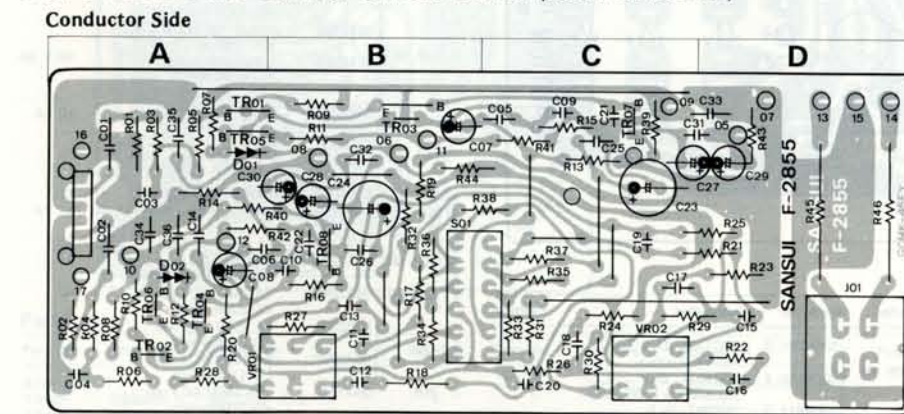 Conductor Side
A B C D
16
C01
R01
R03
C35
R05
R07
TR01
B
E
TR05
D01
R09
R11
08
C32
06
TR03
B
E
11
C07
C05
C09
R15
C21
TR07
R39
B
E
09
C33
C31
05
R43
07
13
15
14
C03
R14
C30
C28
C24
R40
R19
R44
R41
R13
C25
C23
C27
C29
C02
C34
C36
C14
R42
12
C06
C10
C22
TR08
E
B
C26
R32
R36
R38
S01
R37
R35
C19
R25
R21
R23
SANSUI F-2855
R45
SANSUI
F-2855
R46
10
D02
C08
17
R02
R04
R08
R10
TR06
B
E
R12
TR04
B
E
R20
R16
C13
R17
C17
J01
TR02
B
E
VR01
R27
C11
R34
R33
R31
R24
C18
VR02
R29
C15
C04
R06
R28
C12
R18
R26
C20
R30
R22
C16